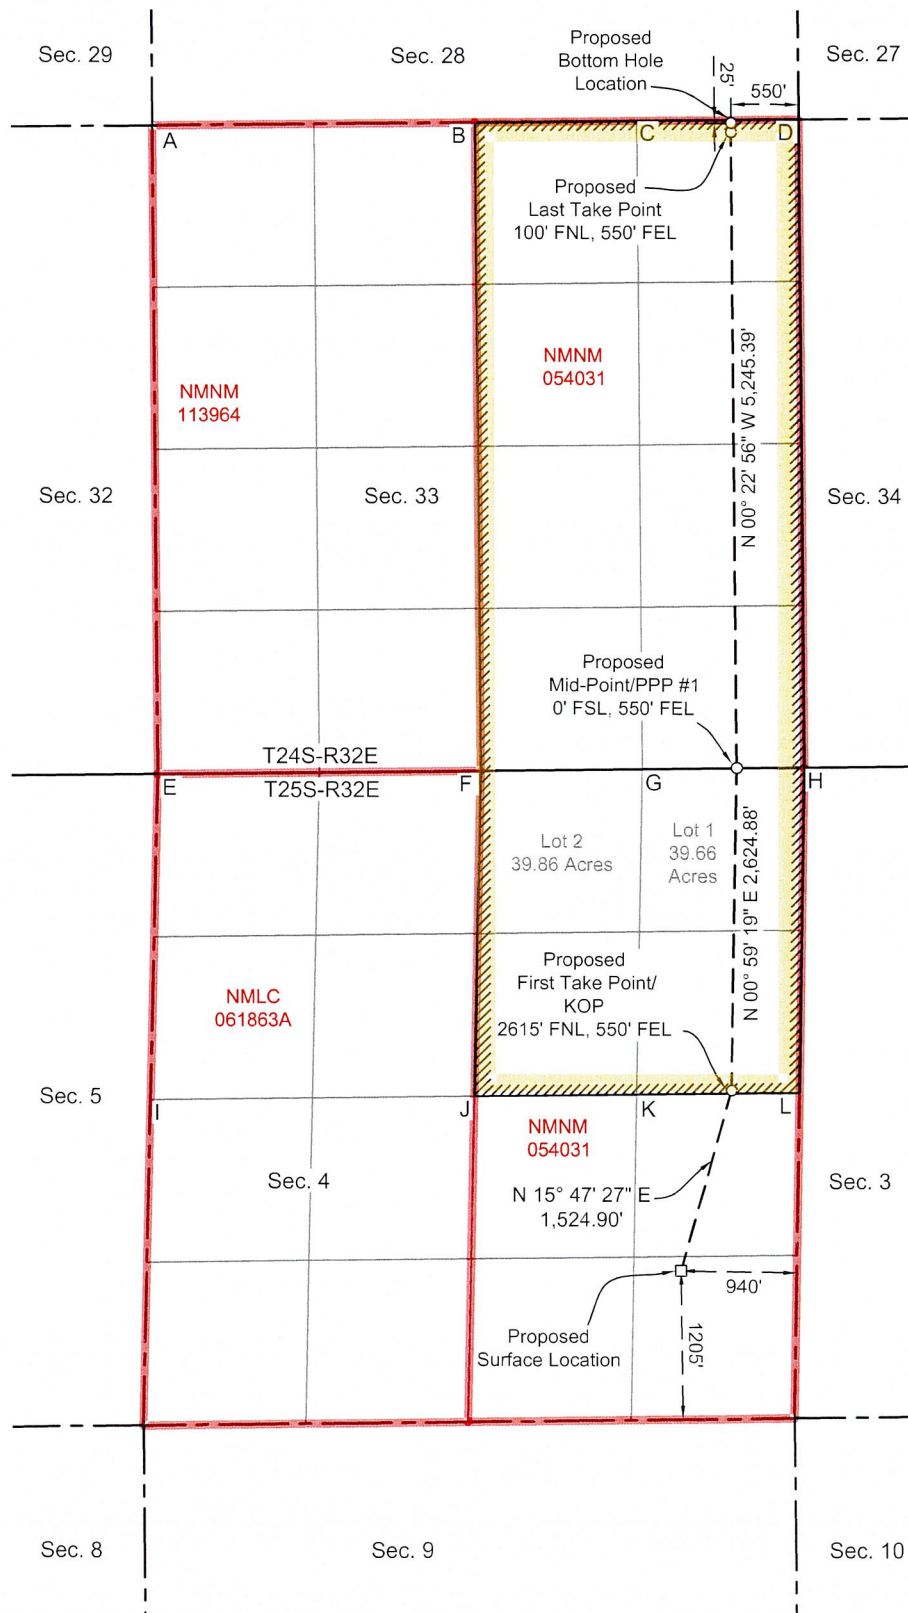 Sec. 29
Sec. 28
Proposed
Bottom Hole
Location
25'
550'
Sec. 27
A
B
C
D
Proposed
Last Take Point
100' FNL, 550' FEL
NMNM
113964
NMNM
054031
N 00° 22' 56" W 5,245.39'
Sec. 32
Sec. 33
Sec. 34
Proposed
Mid-Point/PPP #1
0' FSL, 550' FEL
T24S-R32E
T25S-R32E
E
F
G
H
Lot 2
39.86 Acres
Lot 1
39.66
Acres
N 00° 59' 19" E 2,624.88'
Proposed
First Take Point/
KOP
2615' FNL, 550' FEL
NMLC
061863A
Sec. 5
I
J
K
L
NMNM
054031
Sec. 4
Sec. 3
N 15° 47' 27" E
1,524.90'
940'
1205'
Proposed
Surface Location
Sec. 8
Sec. 9
Sec. 10